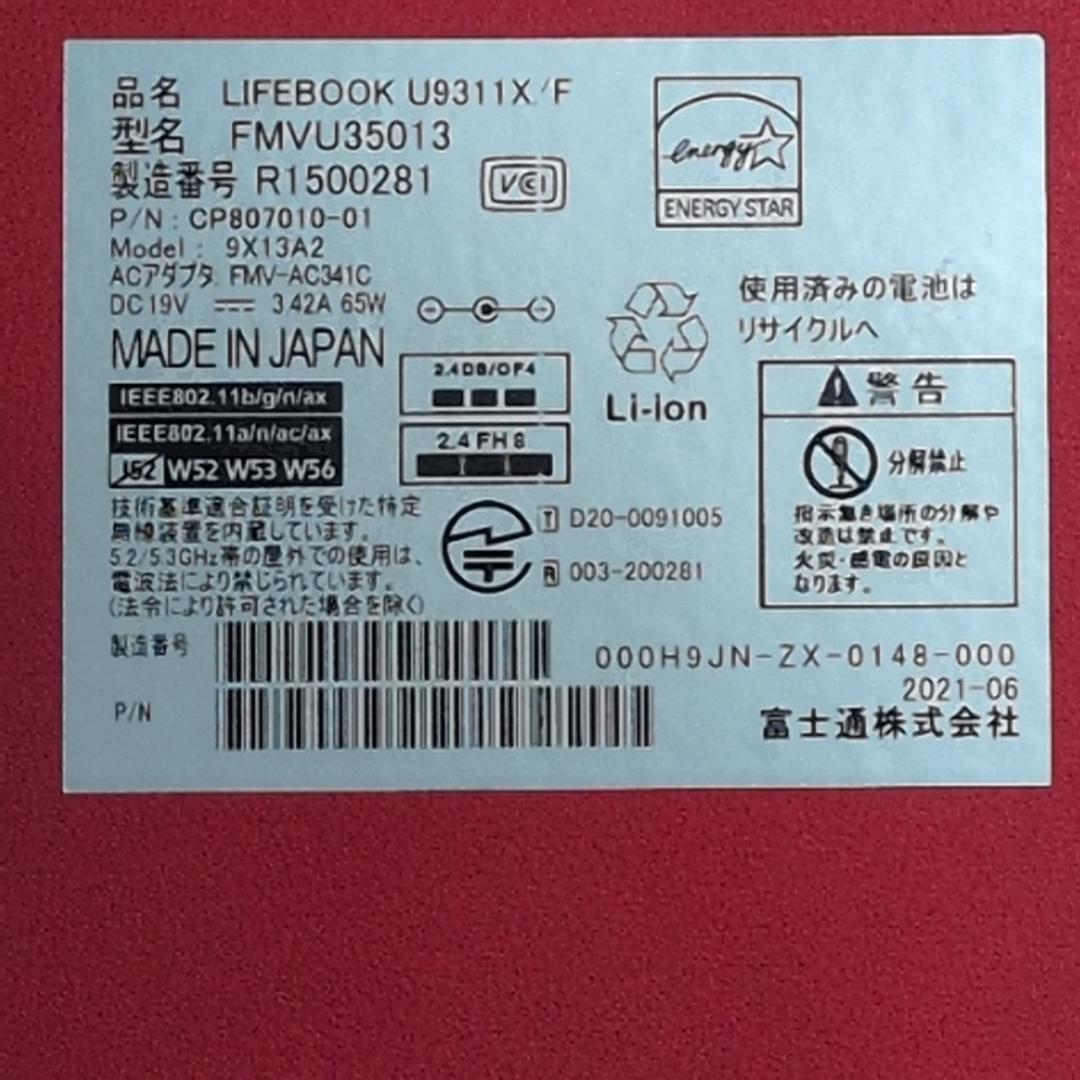 品名 LIFEBOOK U9311X/F
型名 FMVU35013
製造番号 R1500281
VCCI
P/N : CP807010-01
Model : 9X13A2
ACアダプタ FMV-AC341C
DC 19V 3.42A 65W
MADE IN JAPAN
IEEE802.11b/g/n/ax
IEEE802.11a/n/ac/ax
J52 W52 W53 W56
2.4DS/OF4
2.4FH8
energy
ENERGY STAR
使用済みの電池は
リサイクルへ
Li-ion
警告
分解禁止
指示無き場所の分解や
改造は禁止です。
火災・感電の原因と
なります。
技術基準適合証明を受けた特定
無線装置を内蔵しています。
5.2/5.3GHz帯の屋外での使用は、
電波法により禁じられています。
(法令により許可された場合を除く)
T D20-0091005
R 003-200281
製造番号
P/N
000H9JN-ZX-0148-000
2021-06
富士通株式会社